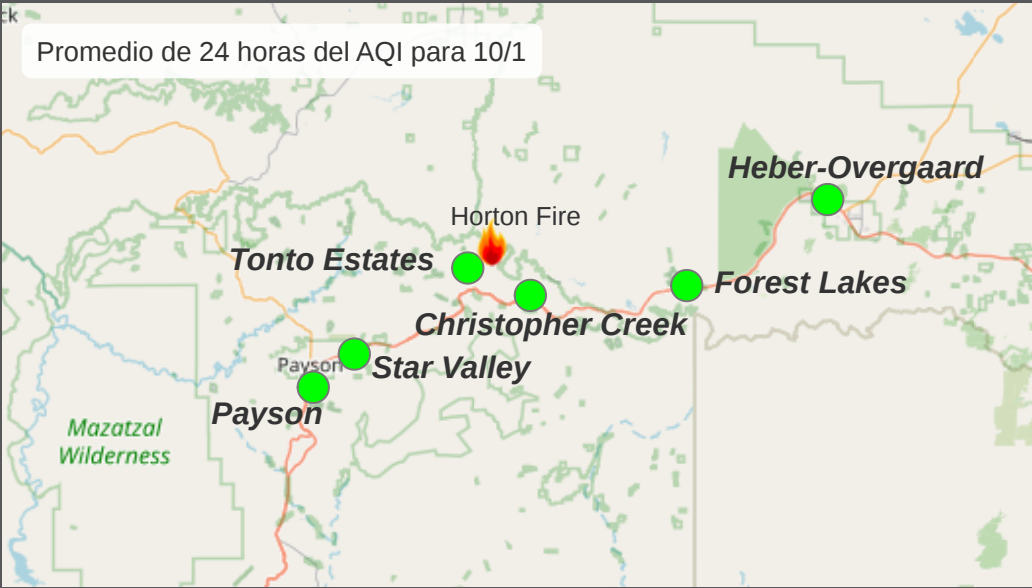 ck
Promedio de 24 horas del AQI para 10/1
Heber-Overgaard
Horton Fire
Tonto Estates
Forest Lakes
Christopher Creek
Payson
Star Valley
Payson
Mazatzal
Wilderness